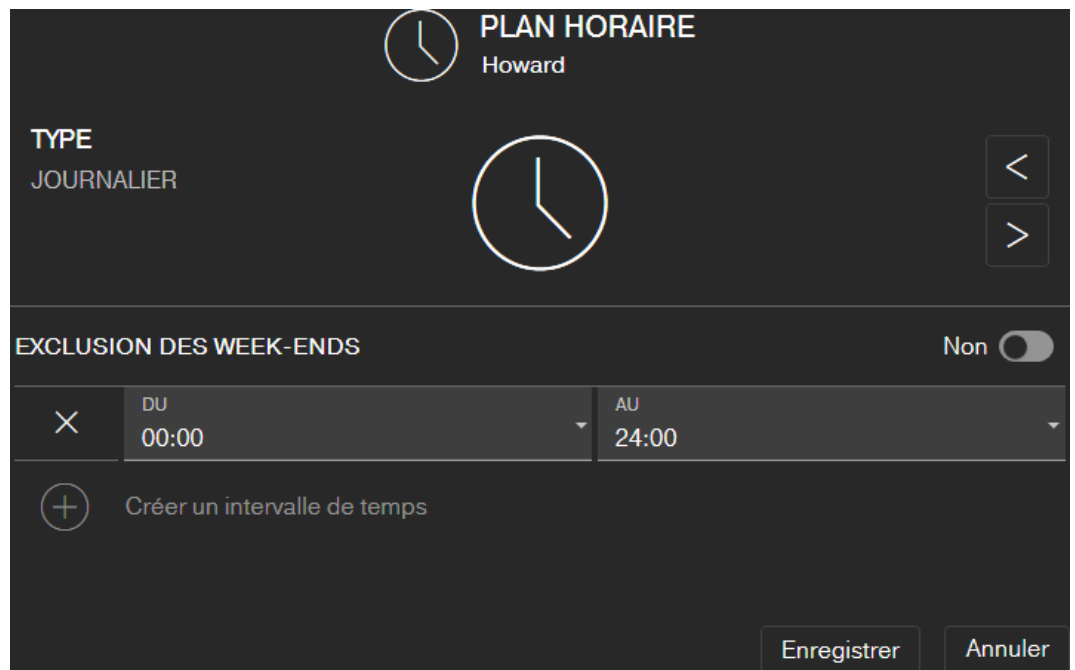 PLAN HORAIRE
Howard
TYPE
JOURNALIER
<
>
EXCLUSION DES WEEK-ENDS
Non
DU
00:00
AU
24:00
Créer un intervalle de temps
Enregistrer
Annuler